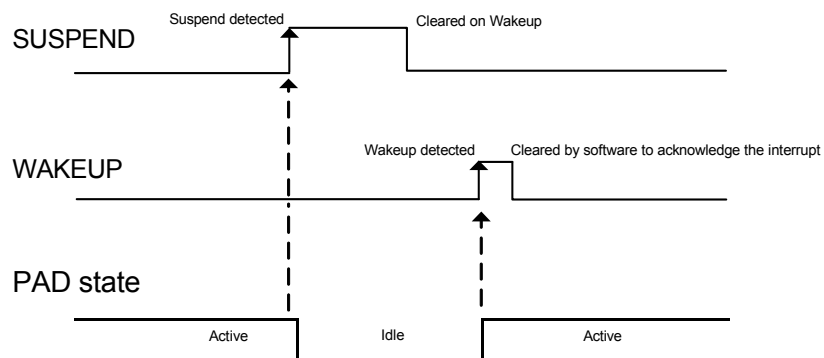 Suspend detected
Cleared on Wakeup
SUSPEND
Wakeup detected
Cleared by software to acknowledge the interrupt
WAKEUP
PAD state
Active
Idle
Active